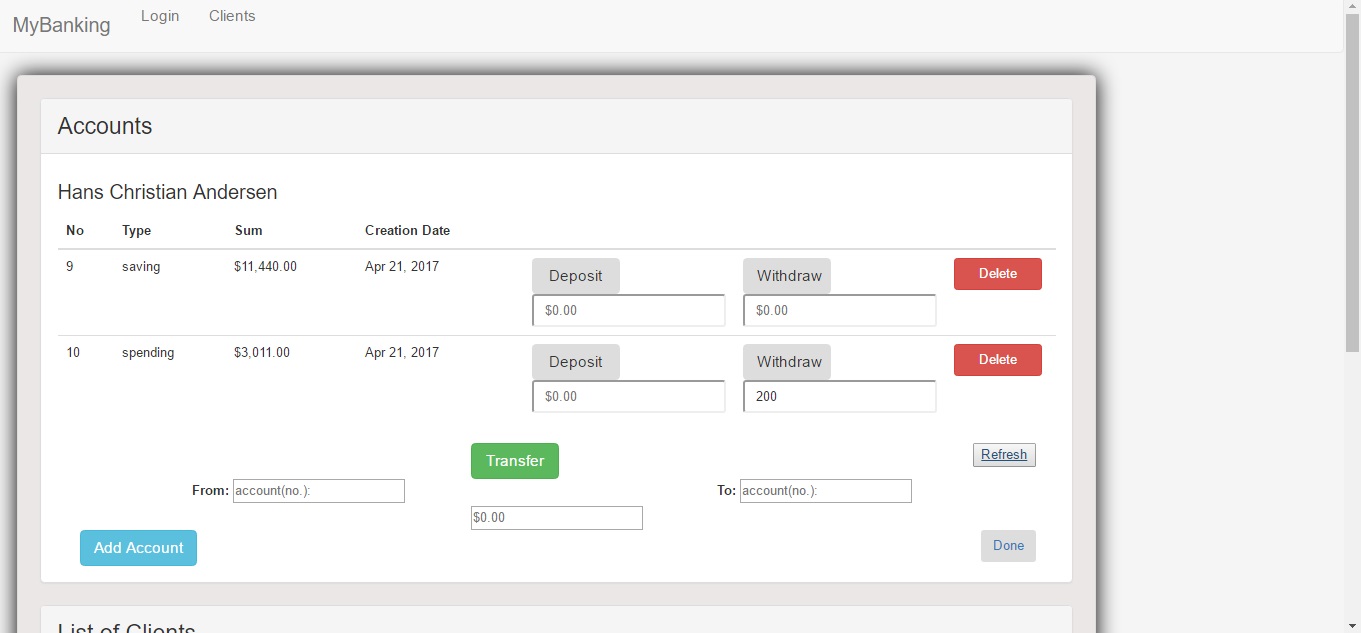 MyBanking Login Clients
Accounts
Hans Christian Andersen
No Type Sum Creation Date
9 saving $11,440.00 Apr 21, 2017 Deposit Withdraw Delete
$0.00 $0.00
10 spending $3,011.00 Apr 21, 2017 Deposit Withdraw Delete
$0.00 200
Transfer Refresh
From: account(no.): To: account(no.):
$0.00
Add Account Done
List of Clients